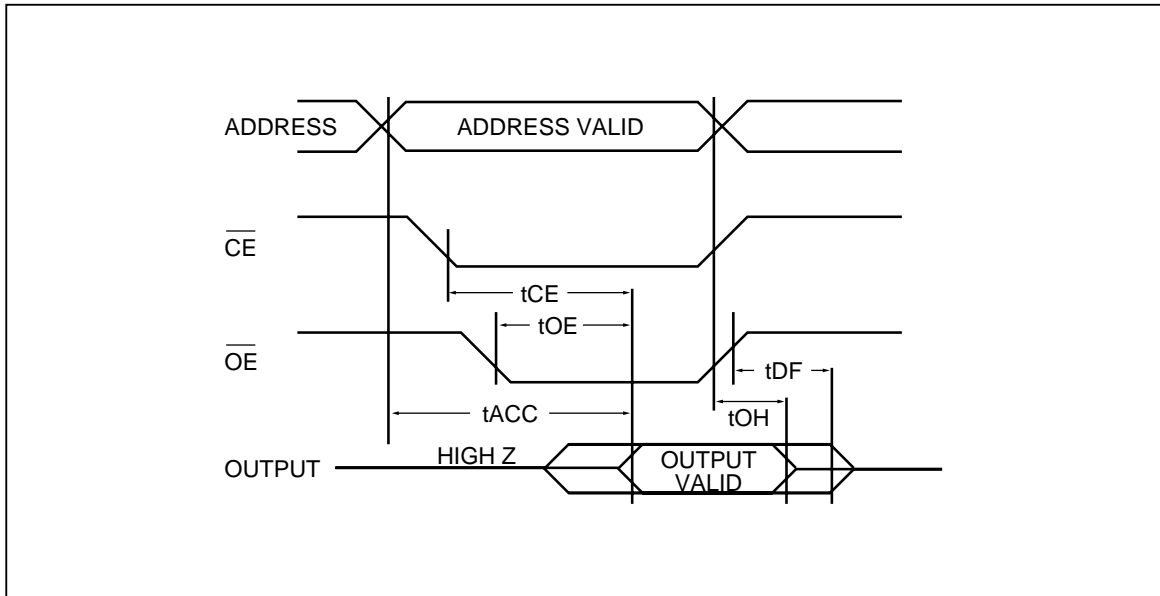 ADDRESS
ADDRESS VALID
CE
tCE
OE
tOE
tDF
tACC
tOH
OUTPUT
HIGH Z
OUTPUT
VALID